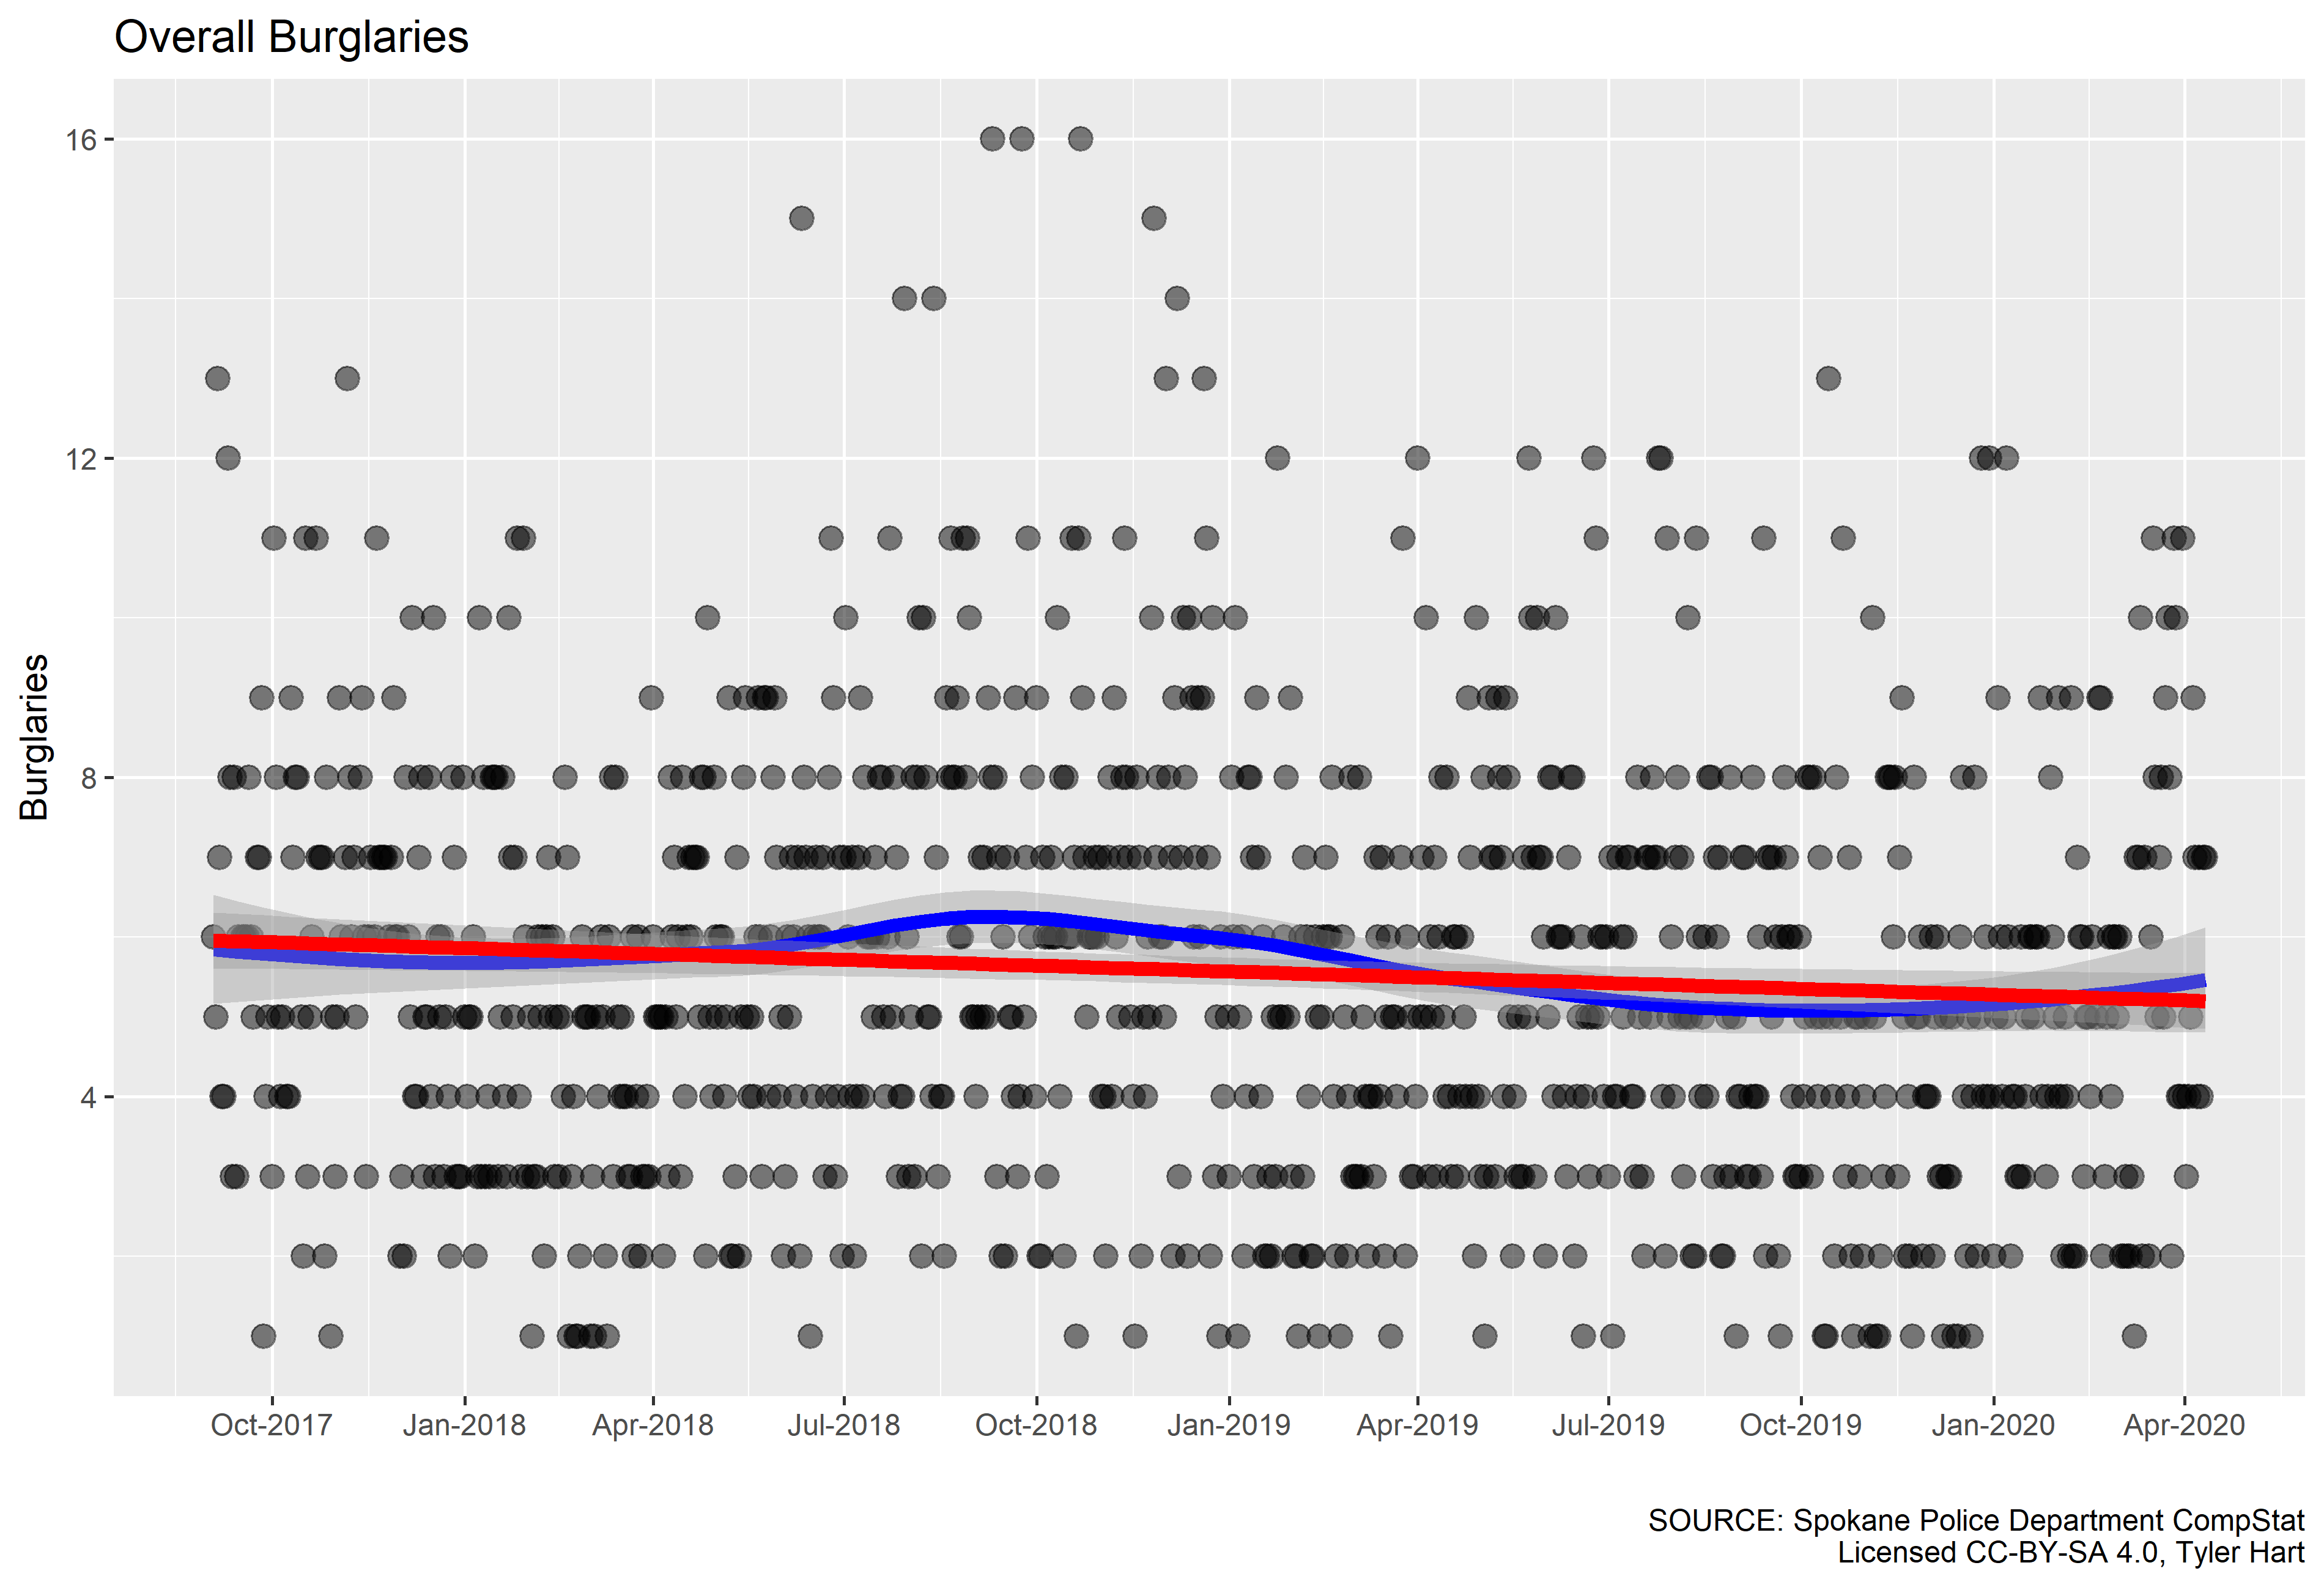 Overall Burglaries
16
12
8
4
Burglaries
Oct-2017 Jan-2018 Apr-2018 Jul-2018 Oct-2018 Jan-2019 Apr-2019 Jul-2019 Oct-2019 Jan-2020 Apr-2020
SOURCE: Spokane Police Department CompStat
Licensed CC-BY-SA 4.0, Tyler Hart